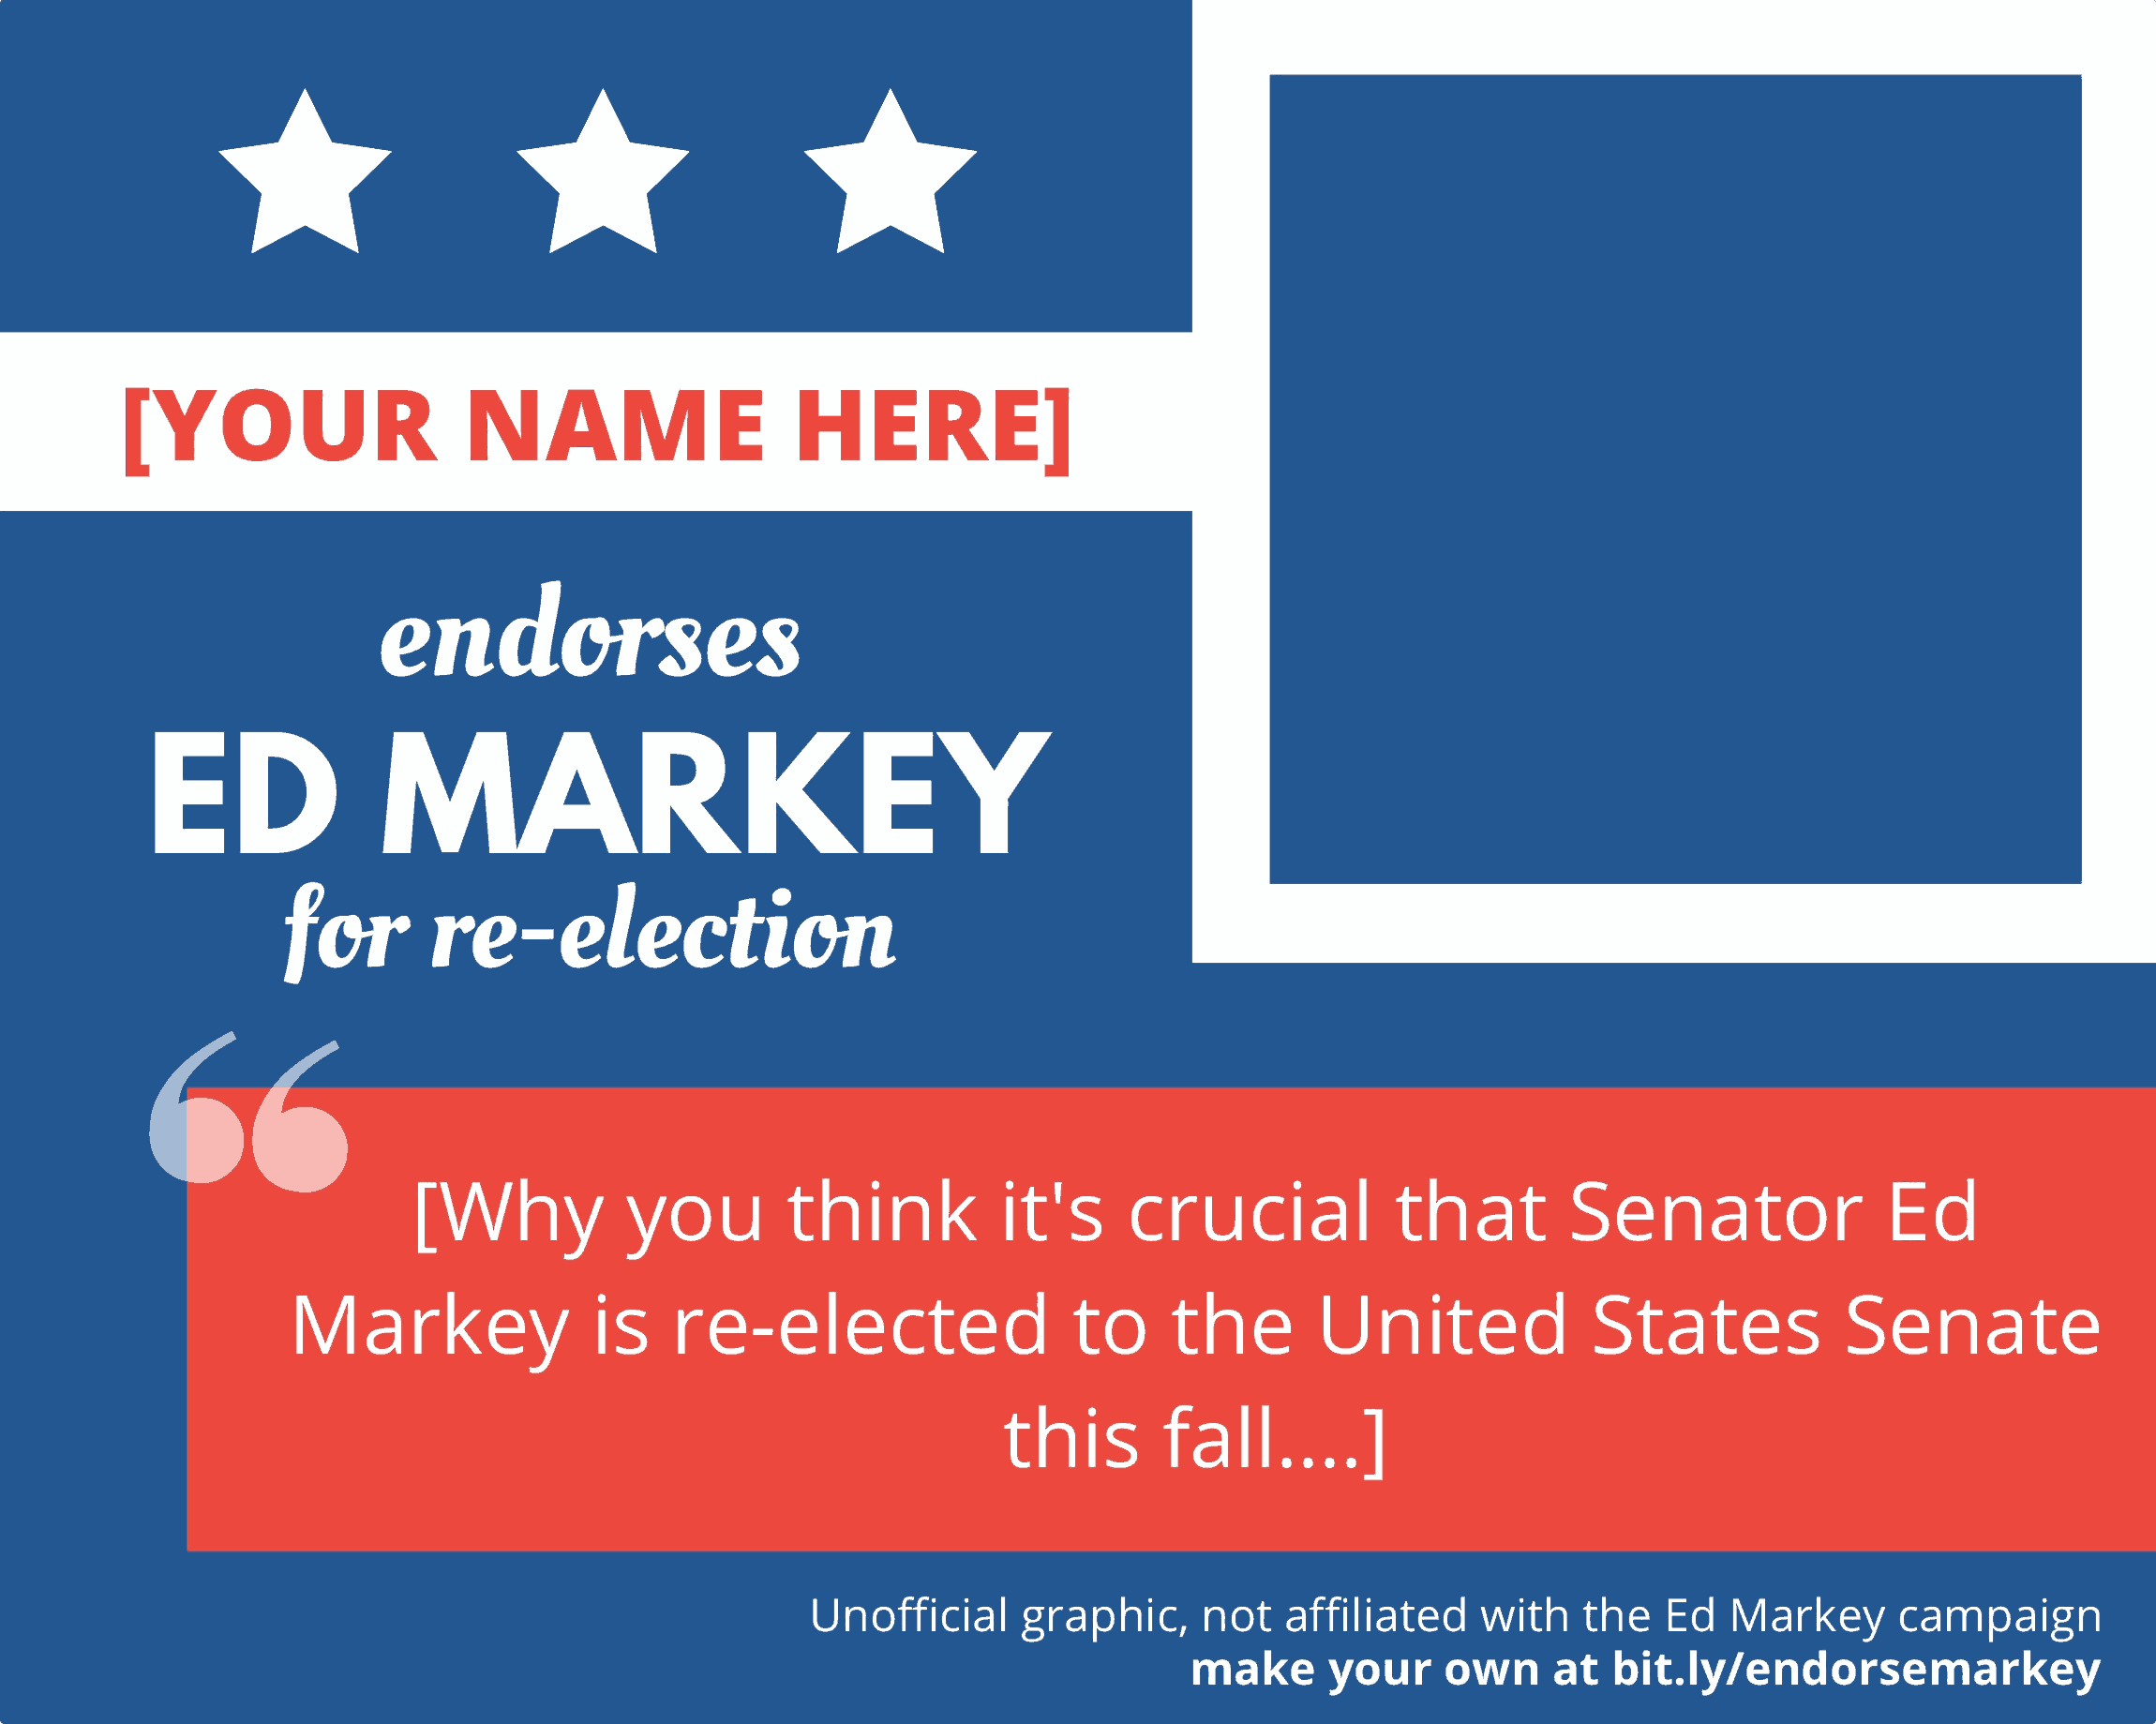 [YOUR NAME HERE]
endorses
ED MARKEY
for re-election
“
[Why you think it's crucial that Senator Ed
Markey is re-elected to the United States Senate
this fall....]
Unofficial graphic, not affiliated with the Ed Markey campaign
make your own at bit.ly/endorsemarkey